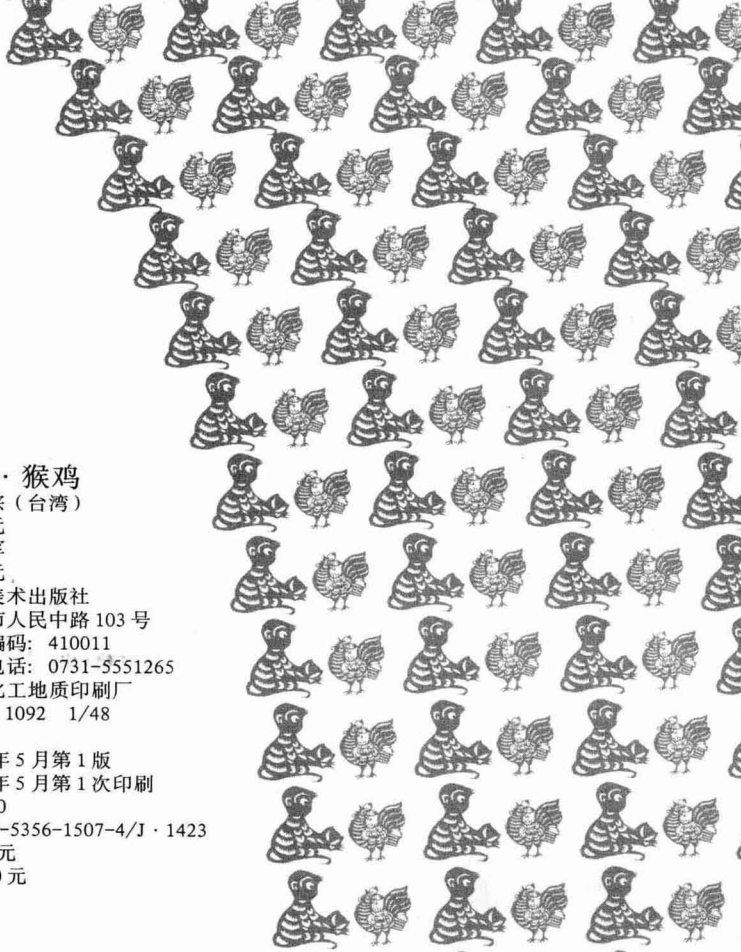 · 猴鸡
（台湾）
美术出版社
市人民中路 103 号
编码: 410011
电话: 0731-5551265
化工地质印刷厂
1092 1/48
年 5 月第 1 版
年 5 月第 1 次印刷
0
-5356-1507-4/J · 1423
元
0 元